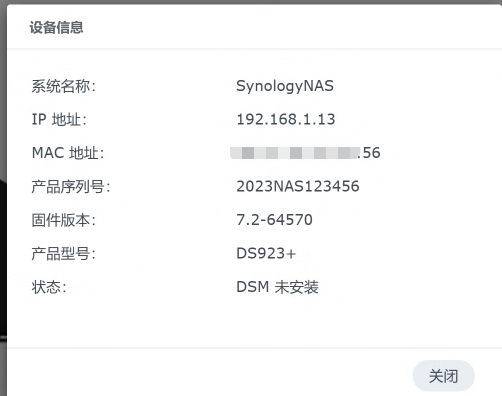 设备信息
系统名称: SynologyNAS
IP 地址: 192.168.1.13
MAC 地址: :56
产品序列号: 2023NAS123456
固件版本: 7.2-64570
产品型号: DS923+
状态: DSM 未安装
关闭